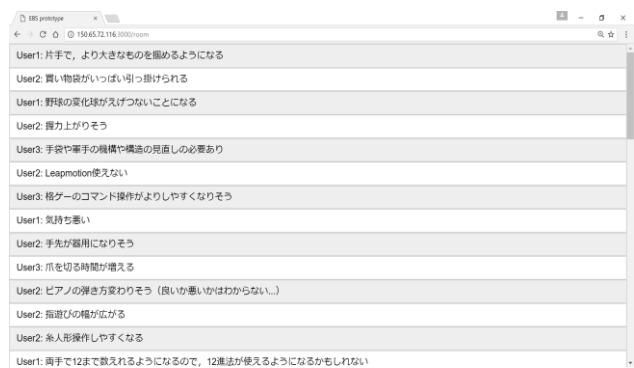 EBS prototype
150.65.72.116:3000/room
User1: 片手で，より大きなものを掴めるようになる
User2: 買い物袋がいっぱい引っ掛けられる
User1: 野球の変化球がえげつないことになる
User2: 握力上がりそう
User3: 手袋や軍手の機構や構造の見直しの必要あり
User2: Leapmotion使えない
User3: 格ゲーのコマンド操作がよりしやすくなりそう
User1: 気持ち悪い
User2: 手先が器用になりそう
User3: 爪を切る時間が増える
User2: ピアノの弾き方変わりそう（良いか悪いかはわからない...）
User2: 指遊びの幅が広がる
User2: 糸人形操作しやすくなる
User1: 両手で12まで数えれるようになるので，12進法が使えるようになるかもしれない